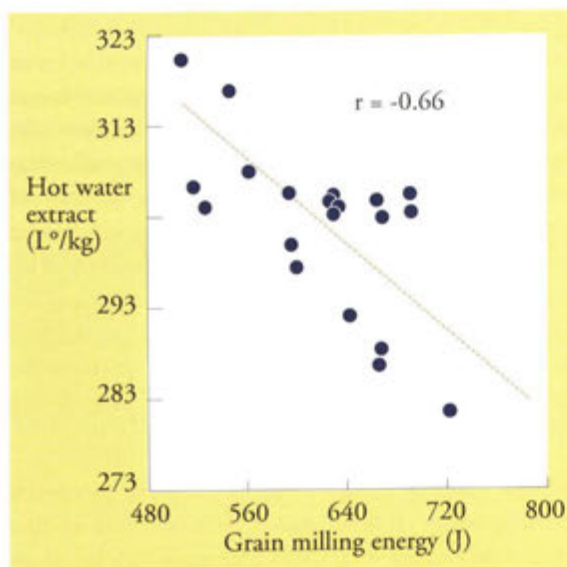 323
313
293
283
273
r = -0.66
Hot water
extract
(L°/kg)
480 560 640 720 800
Grain milling energy (J)